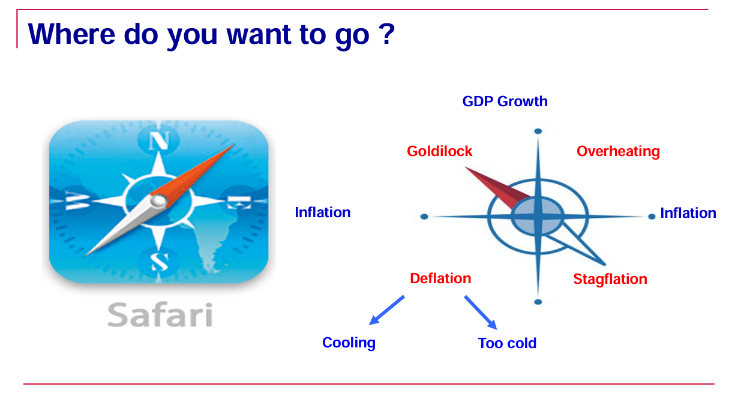 Where do you want to go ?
GDP Growth
Goldilock
Overheating
N
W
E
S
Inflation
Inflation
Deflation
Stagflation
Safari
Cooling
Too cold